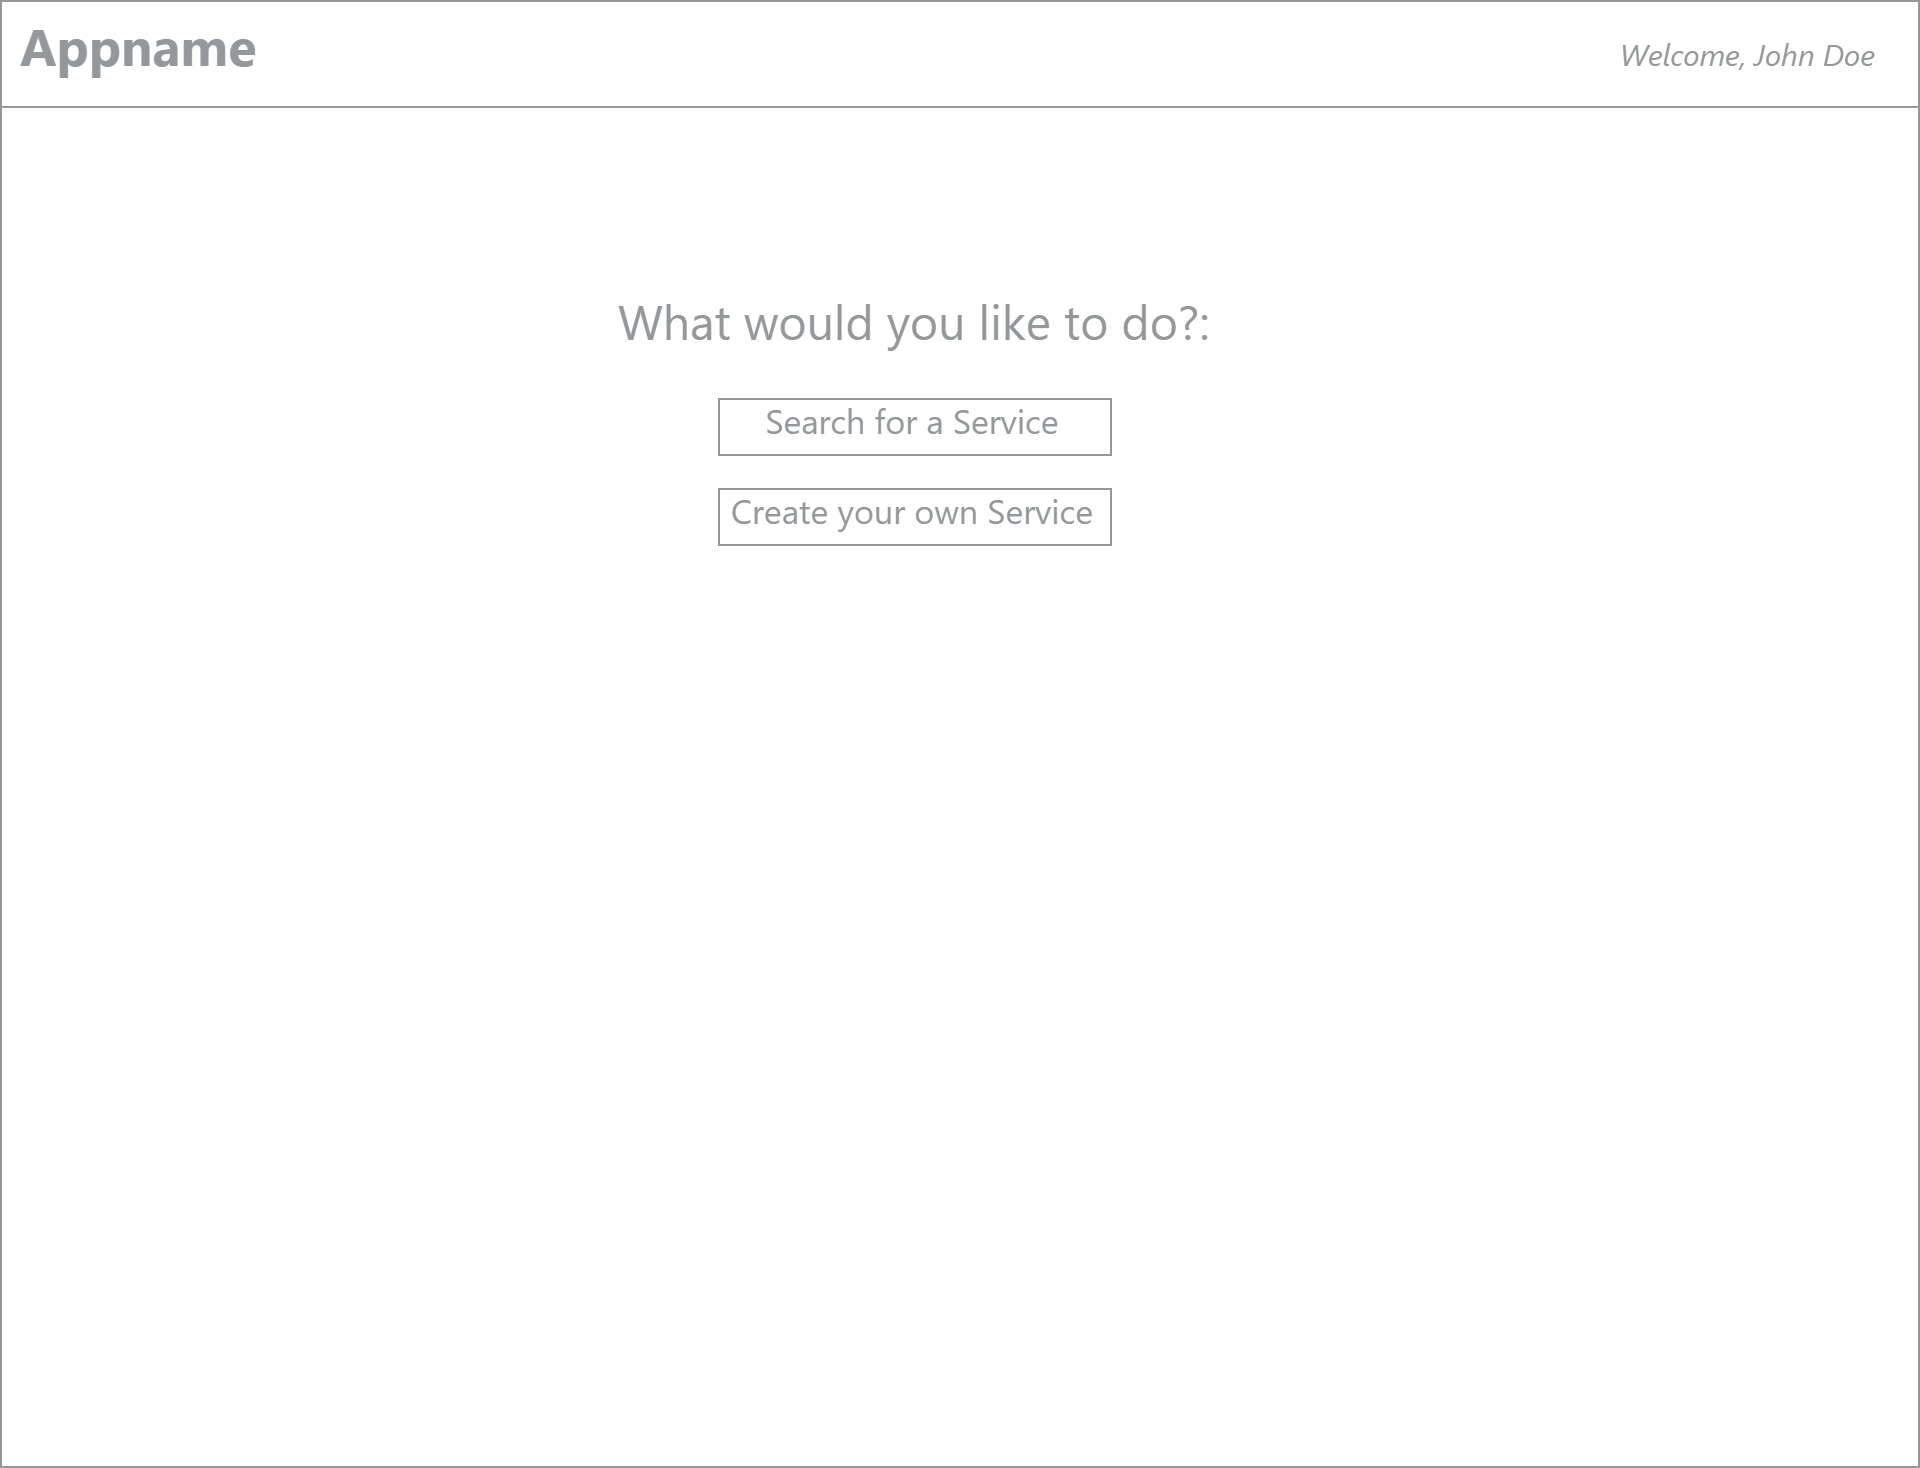 Appname
Welcome, John Doe
What would you like to do?:
Search for a Service
Create your own Service